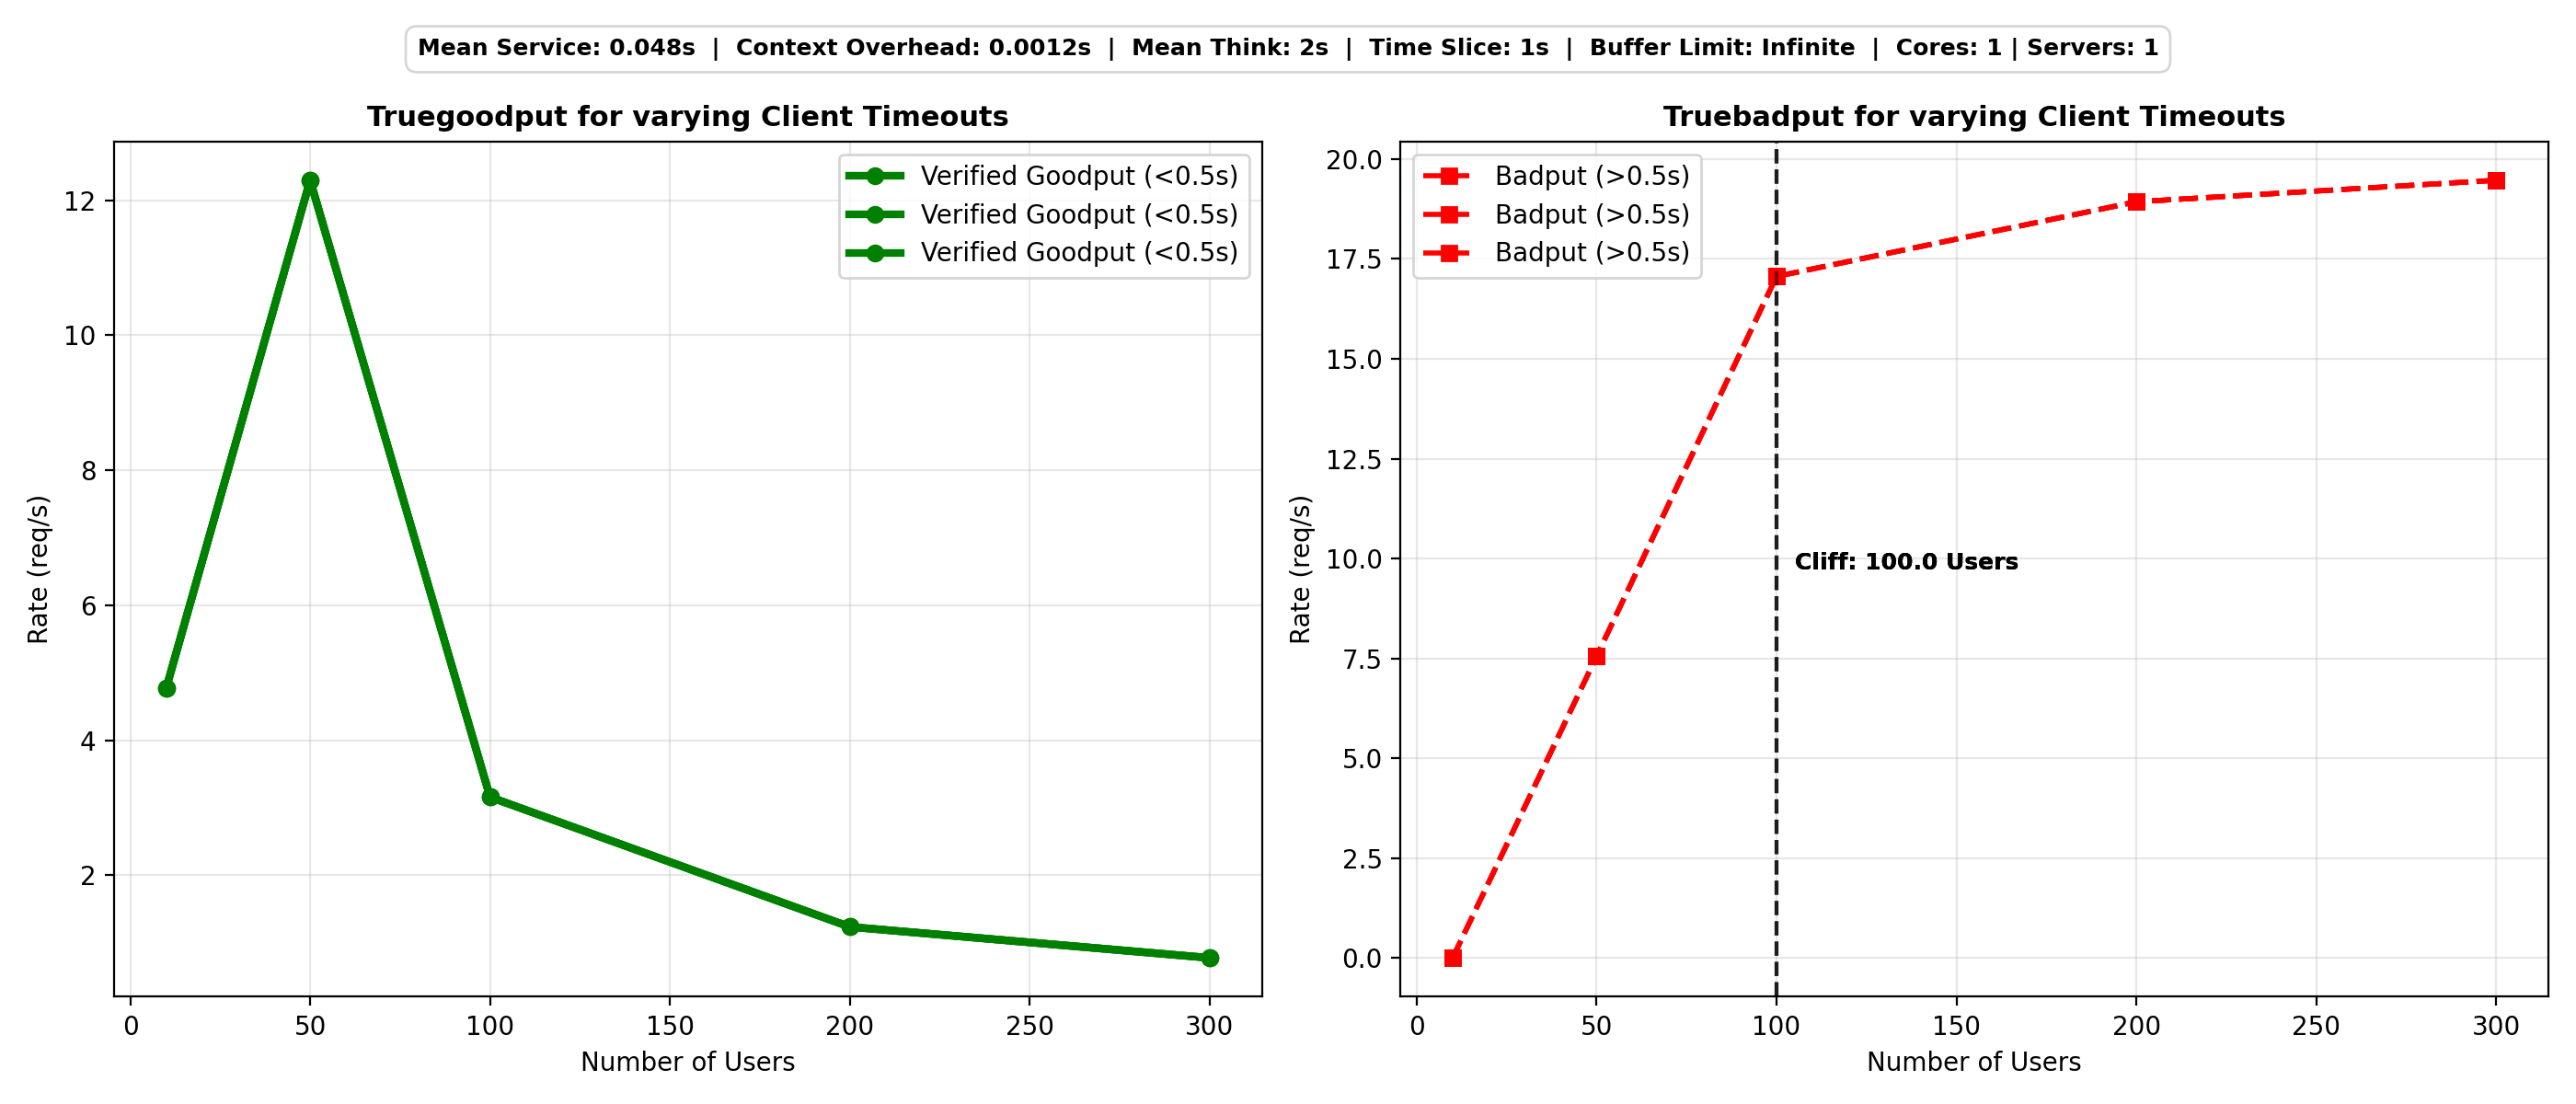 Mean Service: 0.048s | Context Overhead: 0.0012s | Mean Think: 2s | Time Slice: 1s | Buffer Limit: Infinite | Cores: 1 | Servers: 1
Truegoodput for varying Client Timeouts
Verified Goodput (<0.5s)
Verified Goodput (<0.5s)
Verified Goodput (<0.5s)
12
10
8
6
4
2
Rate (req/s)
0 50 100 150 200 250 300
Number of Users
Truebadput for varying Client Timeouts
Badput (>0.5s)
Badput (>0.5s)
Badput (>0.5s)
20.0
17.5
15.0
12.5
10.0
7.5
5.0
2.5
0.0
Rate (req/s)
Cliff: 100.0 Users
0 50 100 150 200 250 300
Number of Users